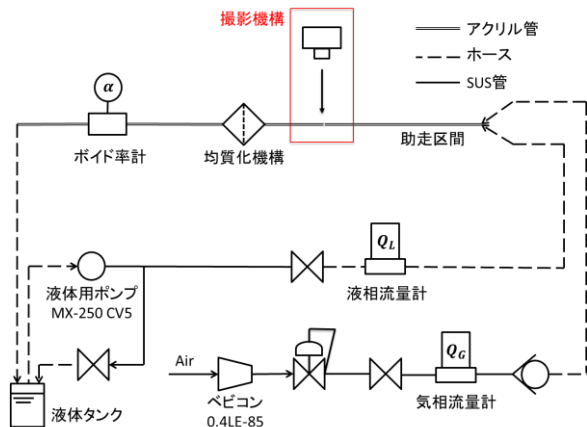 撮影機構
アクリル管
ホース
SUS管
α
ボイド率計
均質化機構
助走区間
Q_L
液体用ポンプ
MX-250 CV5
液相流量計
Air
Q_G
液体タンク
ベビコン
0.4LE-85
気相流量計